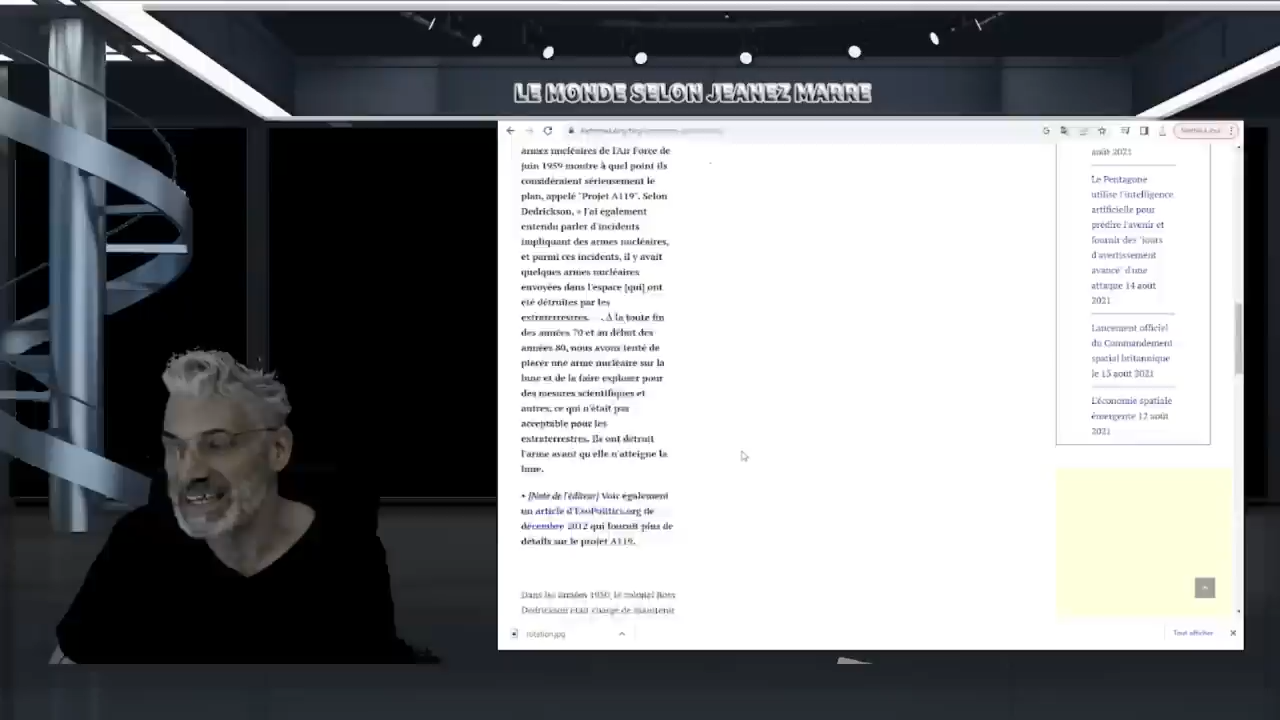 LE MONDE SELON JEANEZ MARRE
armes nucléaires de l'Air Force de
juin 1959 montre à quel point ils
considéraient sérieusement le
plan, appelé "Projet A119". Selon
Dedrickson, « J'ai également
entendu parler d'incidents
impliquant des armes nucléaires,
et parmi ces incidents, il y avait
quelques armes nucléaires
envoyées dans l'espace [qui] ont
été détruites par les
extraterrestres. . . . À la toute fin
des années 70 et au début des
années 80, nous avons tenté de
placer une arme nucléaire sur la
lune et de la faire exploser pour
des mesures scientifiques et
autres, ce qui n'était pas
acceptable pour les
extraterrestres. Ils ont détruit
l'arme avant qu'elle n'atteigne la
lune.
• [Note de l'éditeur] Voir également
un article d'ExoPolitics.org de
décembre 2012 qui fournit plus de
détails sur le projet A119.
Dans les années 1950, le colonel Ross
Dedrickson était chargé de maintenir
août 2021
Le Pentagone
utilise l'intelligence
artificielle pour
prédire l'avenir et
fournir des "jours
d'avertissement
avancé" d'une
attaque 14 août
2021
Lancement officiel
du Commandement
spatial britannique
le 13 août 2021
L'économie spatiale
émergente 12 août
2021
rotation.jpg
Tout afficher